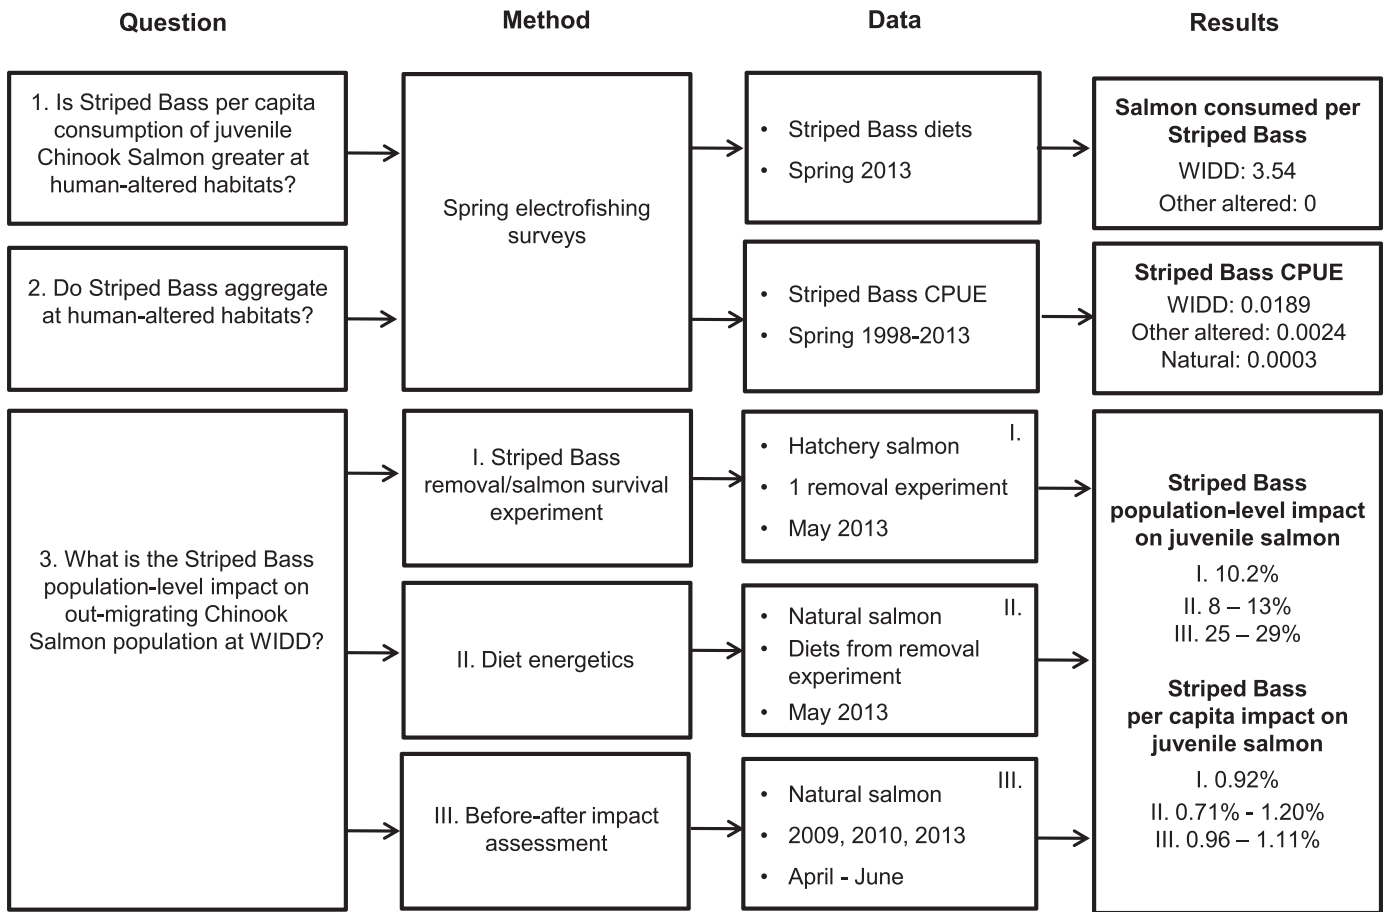 Question
Method
Data
Results
1. Is Striped Bass per capita
consumption of juvenile
Chinook Salmon greater at
human-altered habitats?
2. Do Striped Bass aggregate
at human-altered habitats?
Spring electrofishing
surveys
• Striped Bass diets
• Spring 2013
• Striped Bass CPUE
• Spring 1998-2013
Salmon consumed per
Striped Bass
WIDD: 3.54
Other altered: 0
Striped Bass CPUE
WIDD: 0.0189
Other altered: 0.0024
Natural: 0.0003
3. What is the Striped Bass
population-level impact on
out-migrating Chinook
Salmon population at WIDD?
I. Striped Bass
removal/salmon survival
experiment
I.
• Hatchery salmon
• 1 removal experiment
• May 2013
II. Diet energetics
II.
• Natural salmon
• Diets from removal
experiment
• May 2013
III. Before-after impact
assessment
III.
• Natural salmon
• 2009, 2010, 2013
• April - June
Striped Bass
population-level impact
on juvenile salmon
I. 10.2%
II. 8 – 13%
III. 25 – 29%
Striped Bass
per capita impact on
juvenile salmon
I. 0.92%
II. 0.71% - 1.20%
III. 0.96 – 1.11%